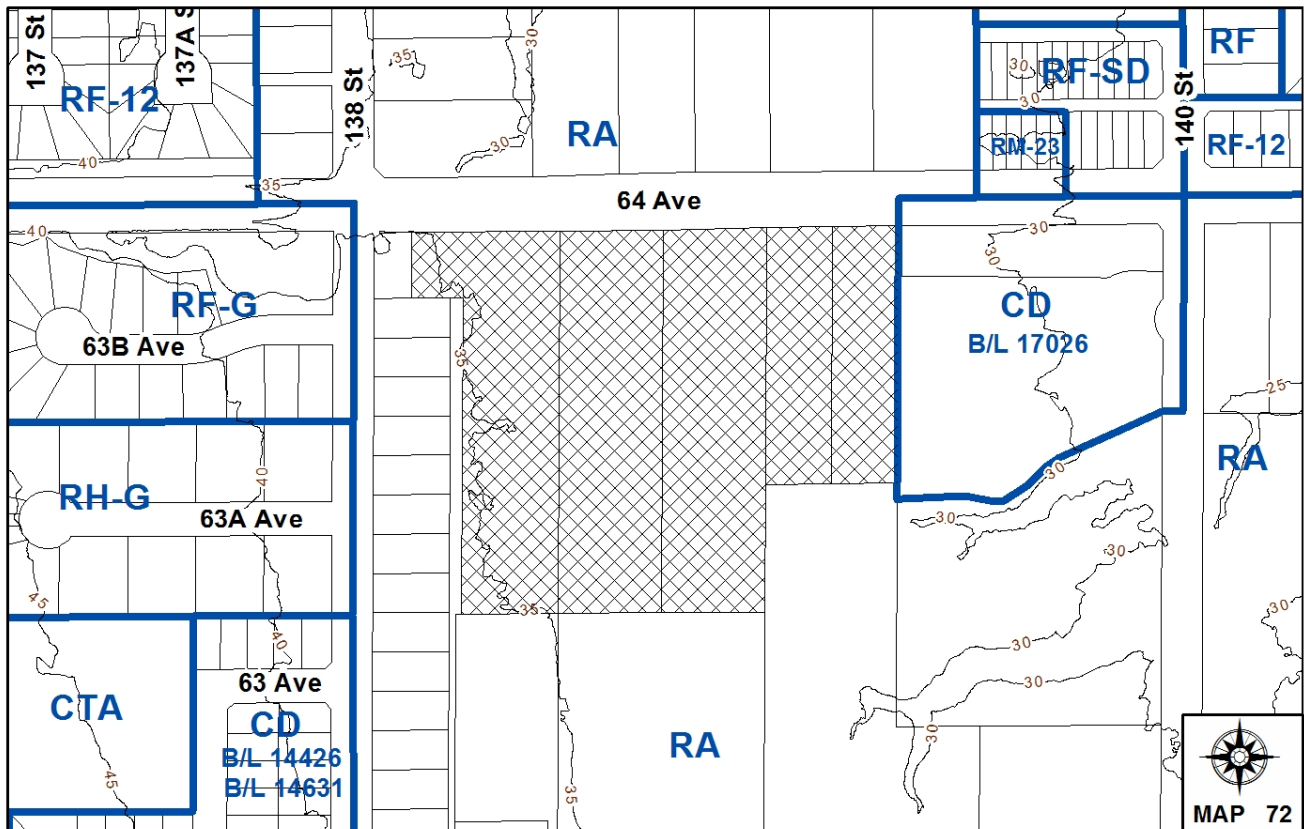 137 St
137A S
RF-12
138 St
35
30
30
RA
30
RF-SD
30
RM-23
140 St
RF
RF-12
40
35
64 Ave
40
RF-G
63B Ave
35
30
30
CD
B/L 17026
25
RA
30
30
30
30
30
30
30
RH-G
63A Ave
40
45
35
CTA
45
63 Ave
40
CD
B/L 14426
B/L 14631
RA
35
MAP 72